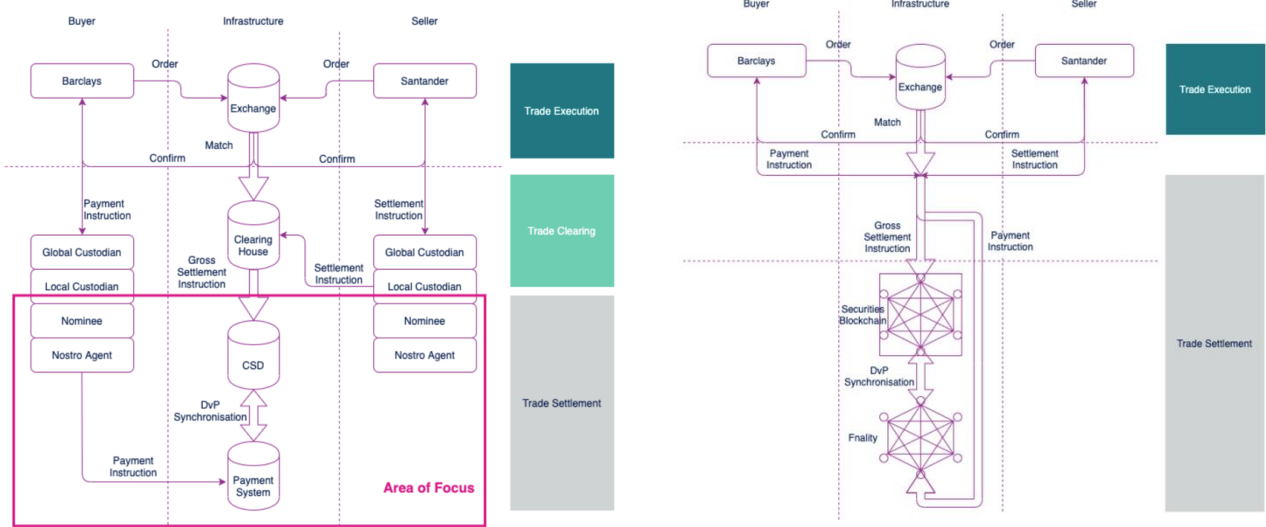 Buyer
Infrastructure
Seller
Barclays
Order
Exchange
Order
Santander
Trade Execution
Match
Confirm
Confirm
Payment
Instruction
Settlement
Instruction
Clearing
House
Trade Clearing
Global Custodian
Global Custodian
Gross
Settlement
Instruction
Settlement
Instruction
Local Custodian
Local Custodian
Nominee
Nominee
Nostro Agent
CSD
Nostro Agent
DvP
Synchronisation
Trade Settlement
Payment
Instruction
Payment
System
Area of Focus
Buyer
Infrastructure
Seller
Barclays
Order
Exchange
Order
Santander
Trade Execution
Match
Confirm
Confirm
Payment
Instruction
Settlement
Instruction
Gross
Settlement
Instruction
Payment
Instruction
Securities
Blockchain
Trade Settlement
DvP
Synchronisation
Fnality